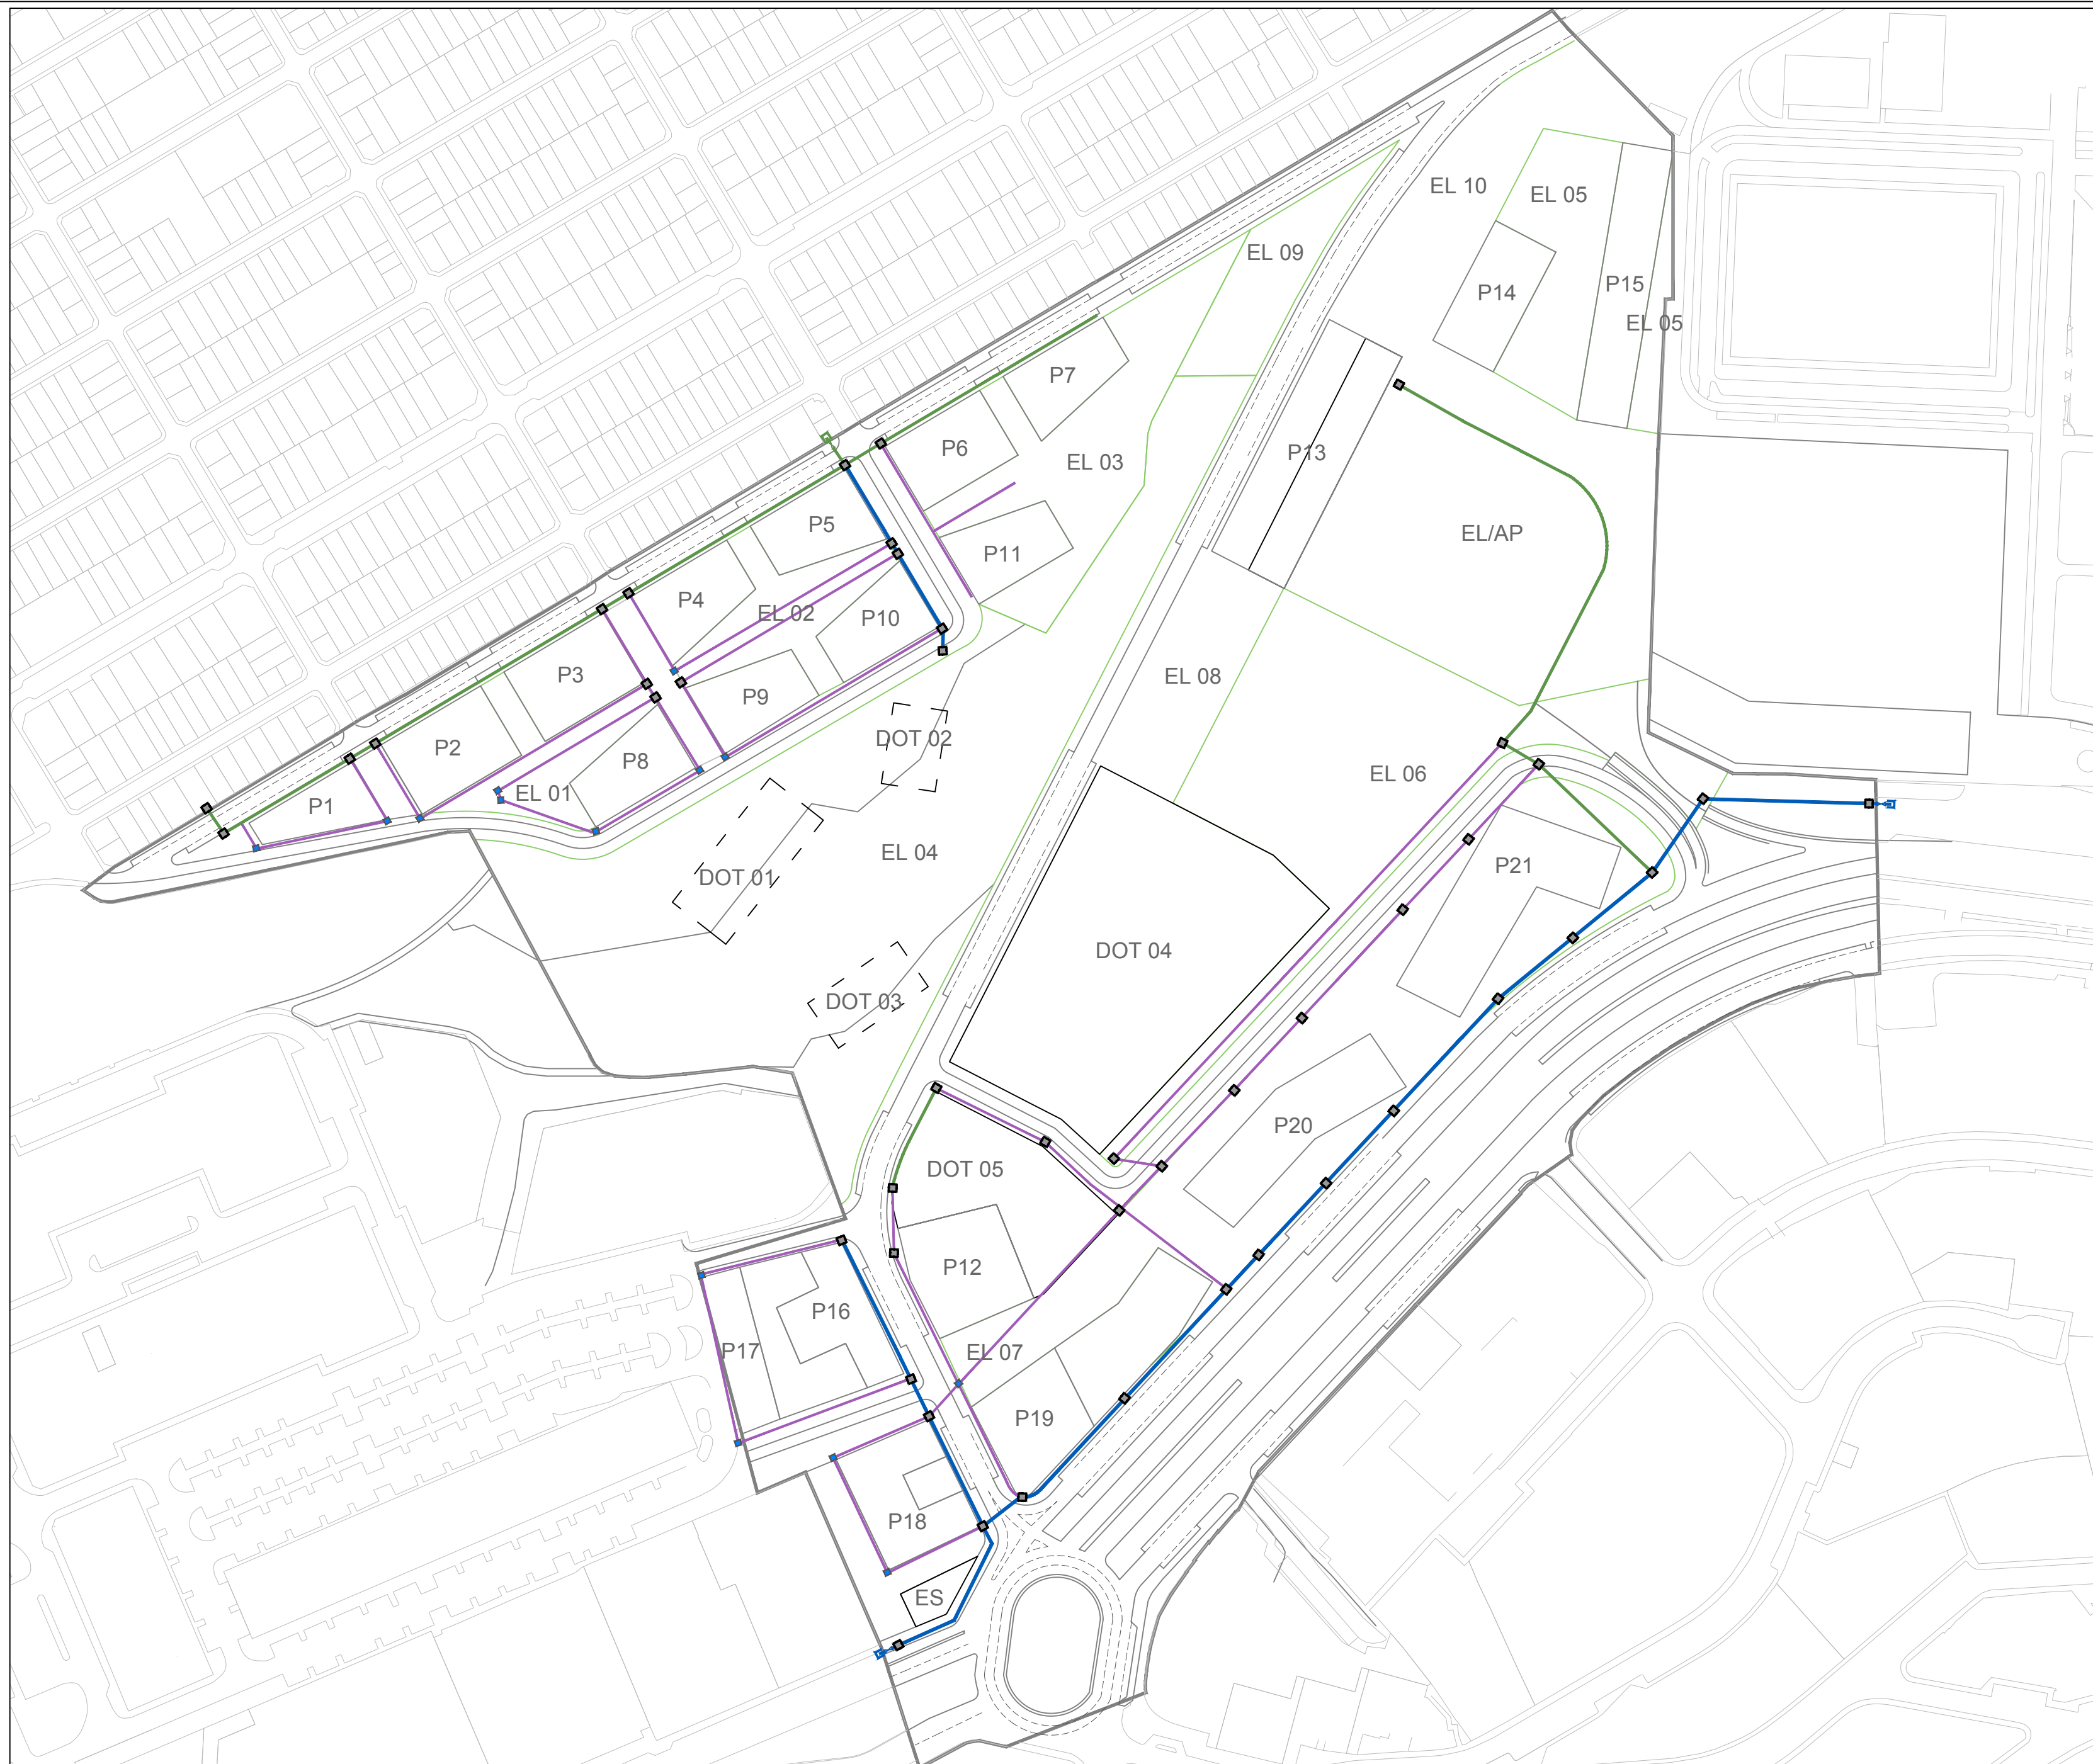 EL 10
EL 05
EL 09
P15
P14
EL 05
P7
P6
P13
EL 03
P5
EL/AP
P11
P4
EL 02
P10
P3
EL 08
P9
DOT 02
P2
P8
EL 06
EL 01
P1
EL 04
P21
DOT 01
DOT 04
DOT 03
P20
DOT 05
P12
P16
P17
EL 07
P19
P18
ES